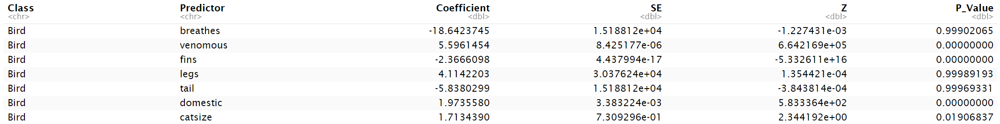 Class Predictor Coefficient SE Z P_Value
<chr> <chr> <dbl> <dbl> <dbl> <dbl>
Bird breathes -18.6423745 1.518812e+04 -1.227431e-03 0.99902065
Bird venomous 5.5961454 8.425177e-06 6.642169e+05 0.00000000
Bird fins -2.3666098 4.437994e-17 -5.332611e+16 0.00000000
Bird legs 4.1142203 3.037624e+04 1.354421e-04 0.99989193
Bird tail -5.8380299 1.518812e+04 -3.843814e-04 0.99969331
Bird domestic 1.9735580 3.383224e-03 5.833364e+02 0.00000000
Bird catsize 1.7134390 7.309296e-01 2.344192e+00 0.01906837